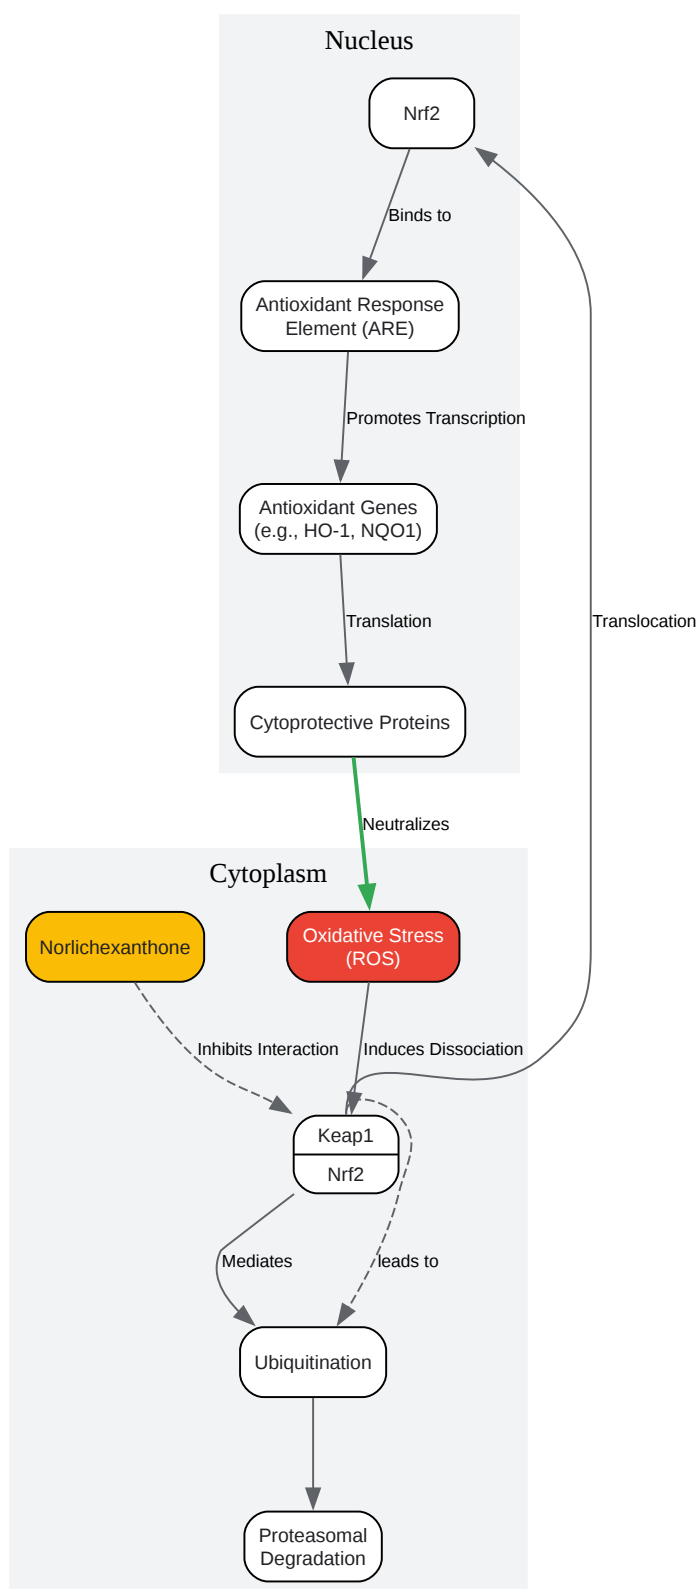 Nucleus
Nrf2
Binds to
Antioxidant Response
Element (ARE)
Promotes Transcription
Antioxidant Genes
(e.g., HO-1, NQO1)
Translation
Translocation
Cytoprotective Proteins
Neutralizes
Cytoplasm
Norlichexanthone
Oxidative Stress
(ROS)
Inhibits Interaction
Induces Dissociation
Keap1
Nrf2
Mediates
leads to
Ubiquitination
Proteasomal
Degradation